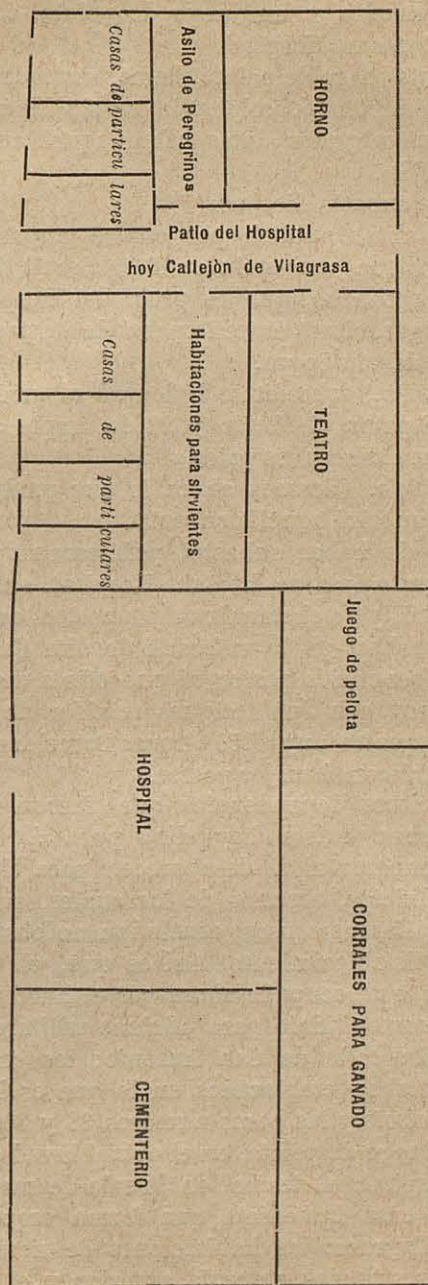 HORNO
Asilo de Peregrinos
Casas de particu lares
Patio del Hospital
hoy Callejòn de Vilagrasa
TEATRO
Habitaciones para sirvientes
Casas de parti culares
Juego de pelota
HOSPITAL
CORRALES PARA GANADO
CEMENTERIO